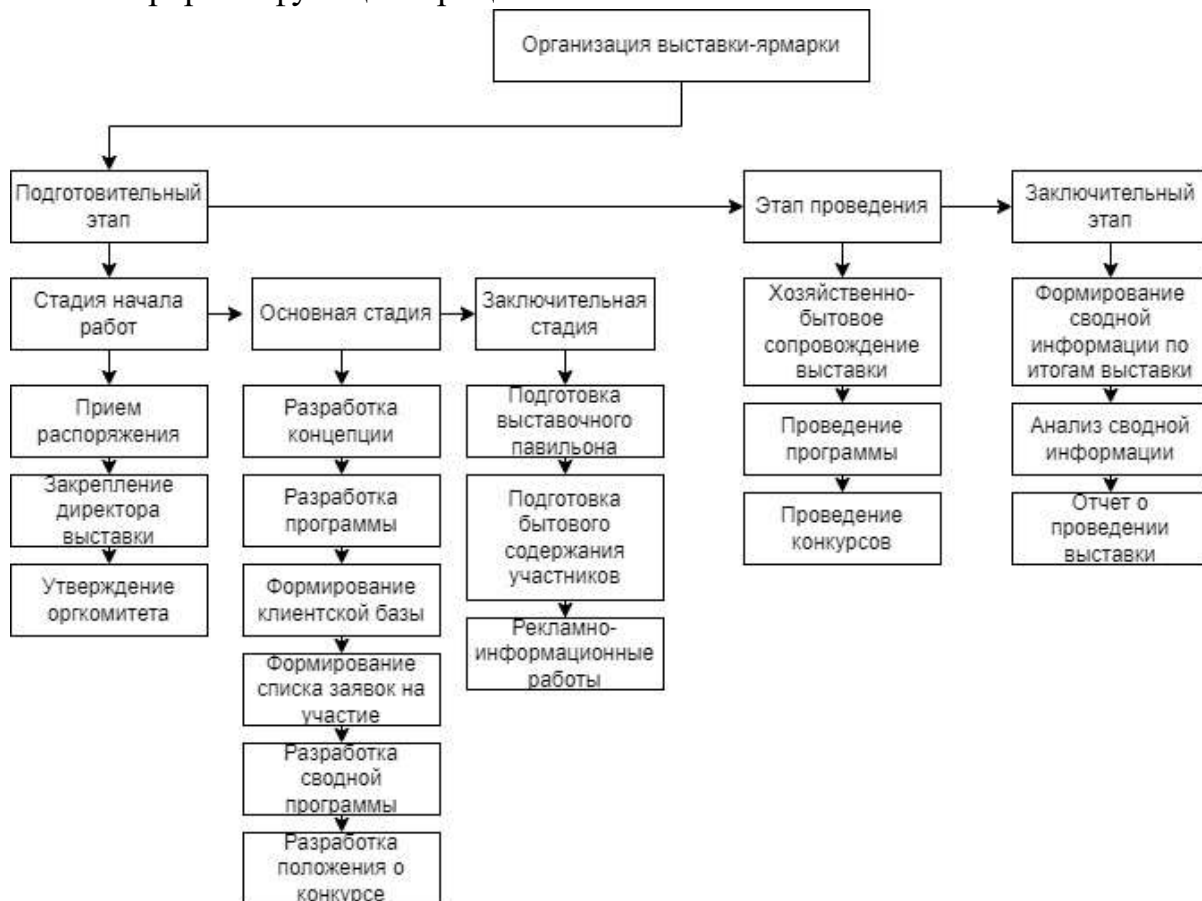 Организация выставки-ярмарки
Подготовительный
этап
Этап проведения
Заключительный
этап
Стадия начала
работ
Основная стадия
Заключительная
стадия
Хозяйственно-
бытовое
сопровождение
выставки
Формирование
сводной
информации по
итогам выставки
Прием
распоряжения
Разработка
концепции
Подготовка
выставочного
павильона
Проведение
программы
Анализ сводной
информации
Закрепление
директора
выставки
Разработка
программы
Подготовка
бытового
содержания
участников
Проведение
конкурсов
Отчет о
проведении
выставки
Утверждение
оргкомитета
Формирование
клиентской базы
Рекламно-
информационные
работы
Формирование
списка заявок на
участие
Разработка
сводной
программы
Разработка
положения о
конкурсе